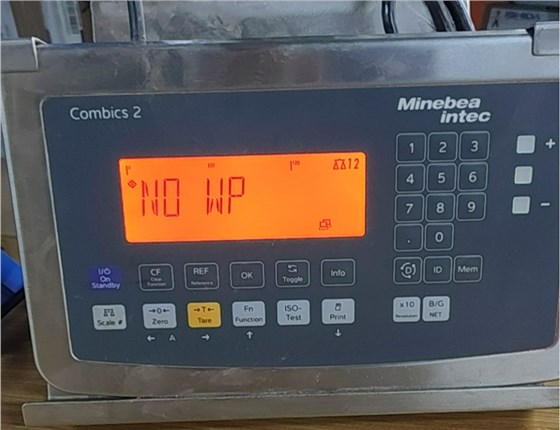 Combics 2
Minebea
intec
12
NO WP
1 2 3
4 5 6
7 8 9
. 0
+
-
I/⏻
On
Standby
CF
Clear
Function
REF
Reference
OK
Toggle
Info
ID
Mem
Scale #
→0←
Zero
→T←
Tare
Fn
Function
ISO-
Test
Print
x10
Resolution
B/G
NET
← A → ↑ ↓